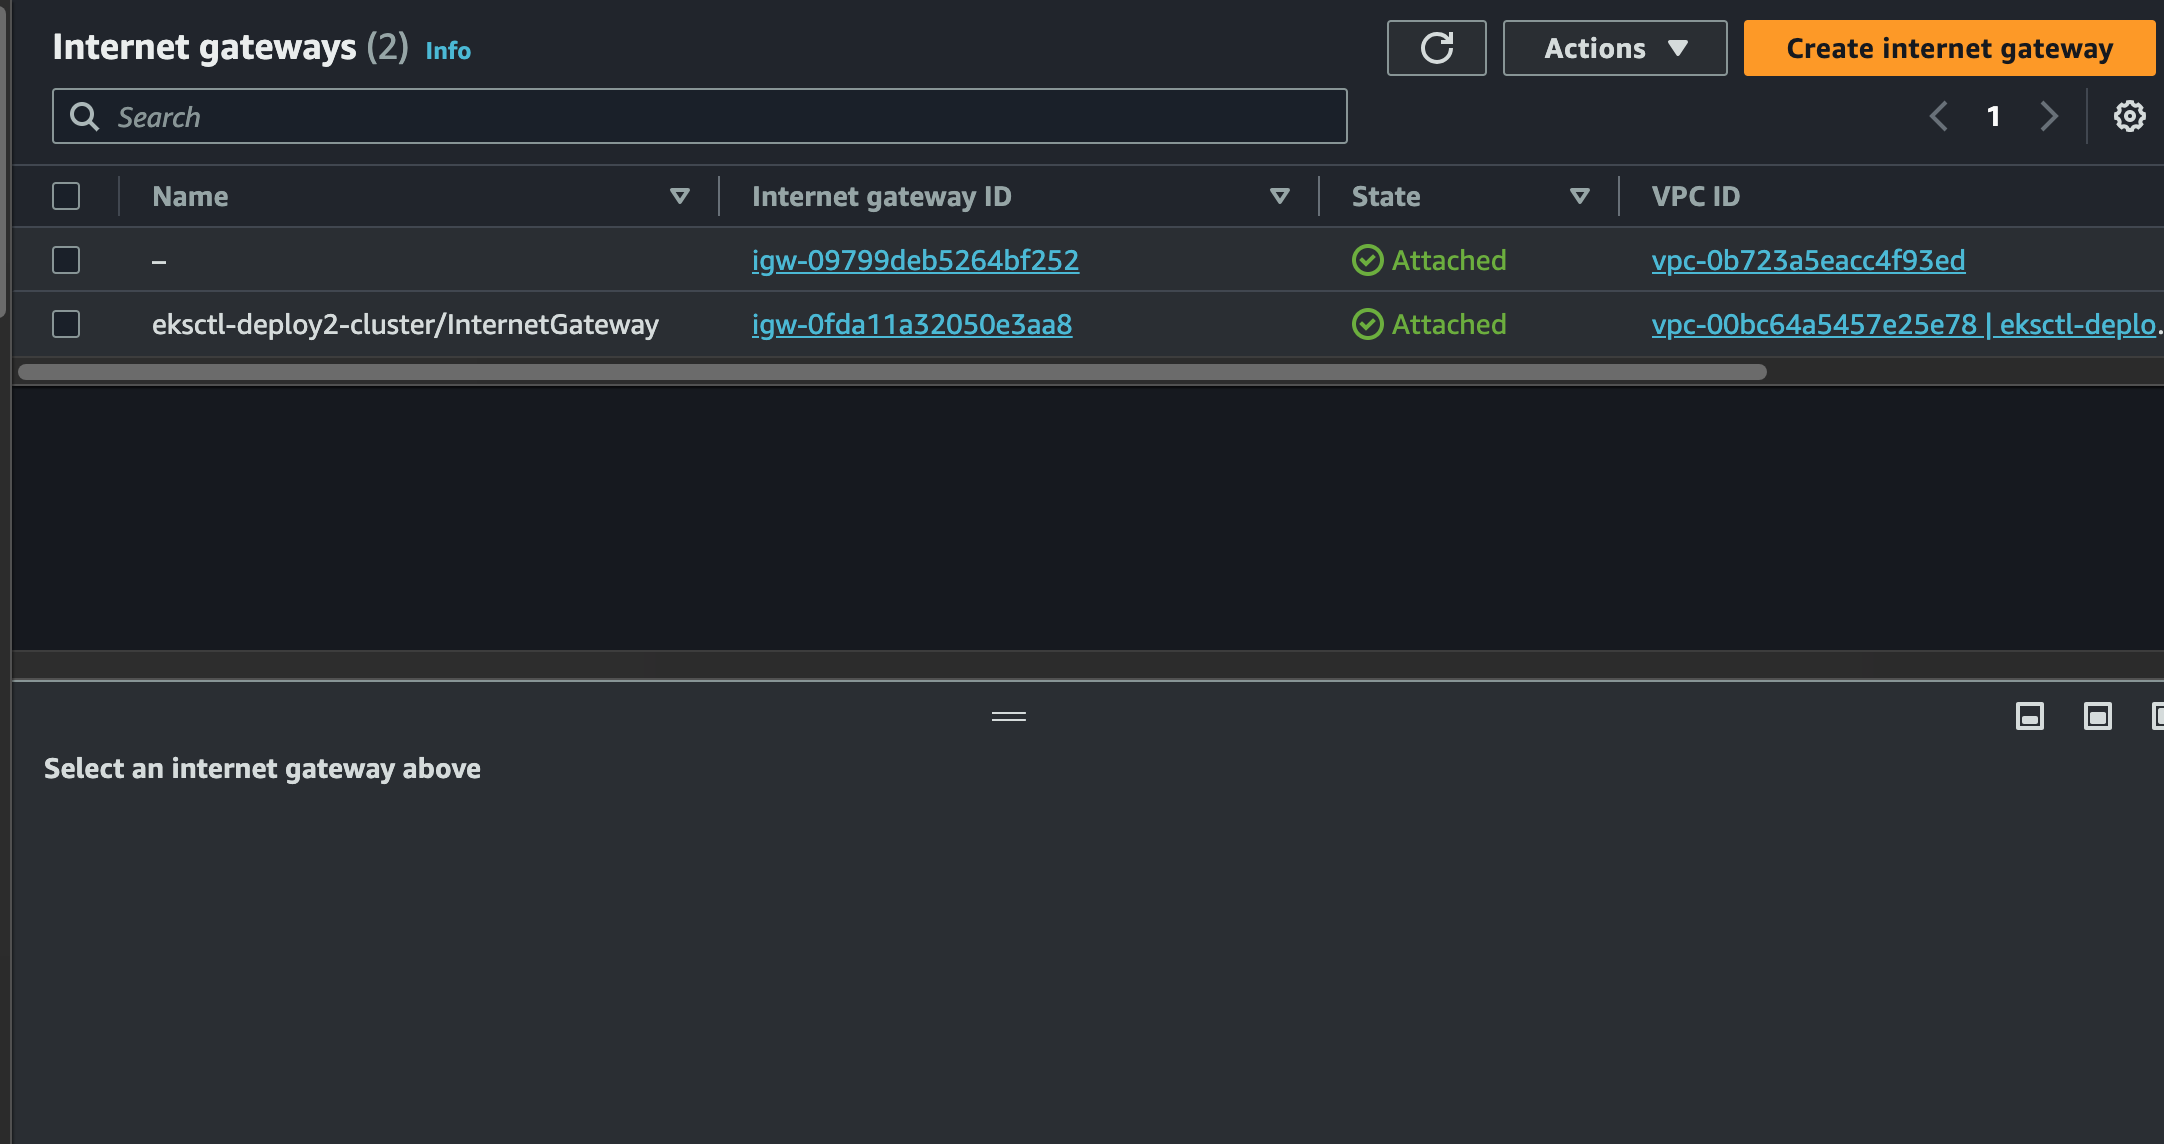 Internet gateways (2) Info
Actions
Create internet gateway
Search
1
Name Internet gateway ID State VPC ID
– igw-09799deb5264bf252 Attached vpc-0b723a5eacc4f93ed
eksctl-deploy2-cluster/InternetGateway igw-0fda11a32050e3aa8 Attached vpc-00bc64a5457e25e78 | eksctl-deplo…
Select an internet gateway above